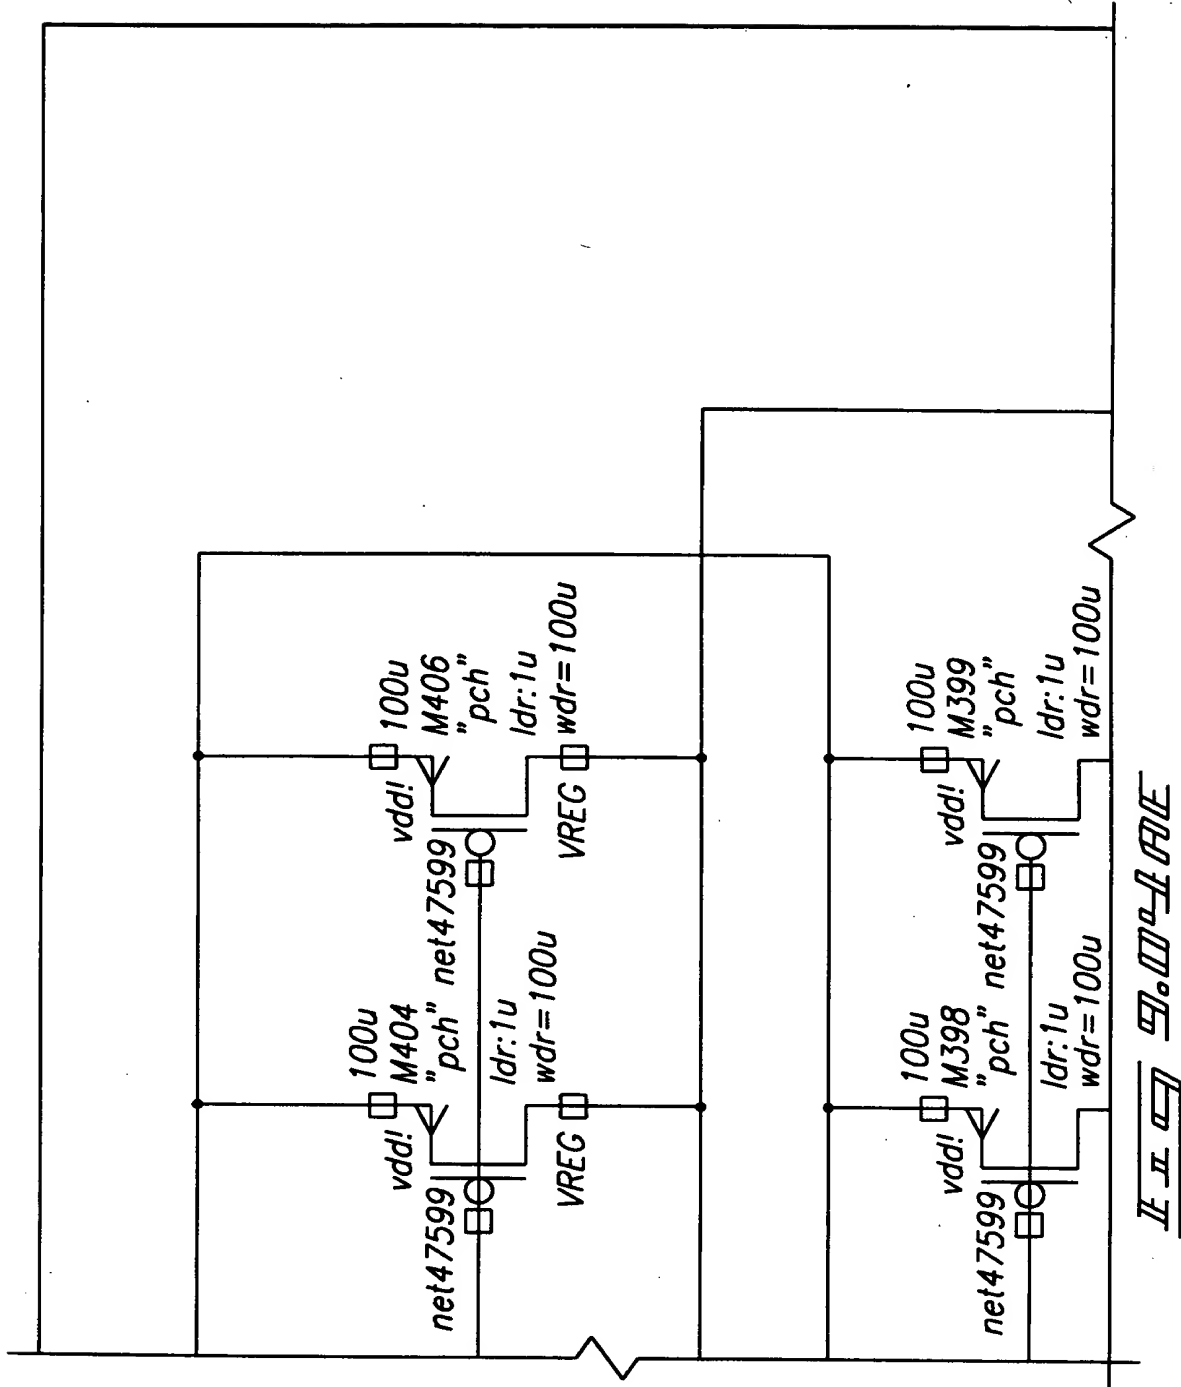 100u
M404
"pch"
vdd!
net47599
ldr:1u
wdr=100u
VREG
100u
M406
"pch"
vdd!
net47599
ldr:1u
wdr=100u
VREG
100u
M398
"pch"
vdd!
net47599
ldr:1u
wdr=100u
100u
M399
"pch"
vdd!
net47599
ldr:1u
wdr=100u